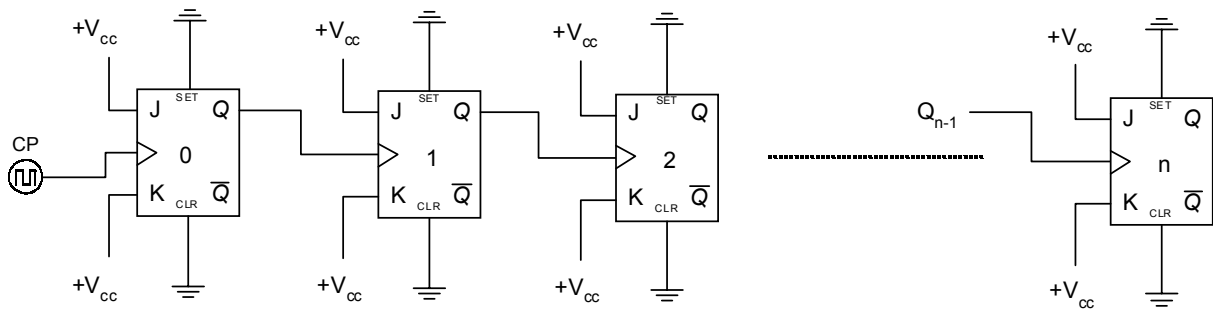 +Vcc +Vcc +Vcc +Vcc
SET SET SET SET
J Q J Q J Q Qn-1 J Q
CP 0 1 2 n
K Q̅ K Q̅ K Q̅ K Q̅
CLR CLR CLR CLR
+Vcc +Vcc +Vcc +Vcc